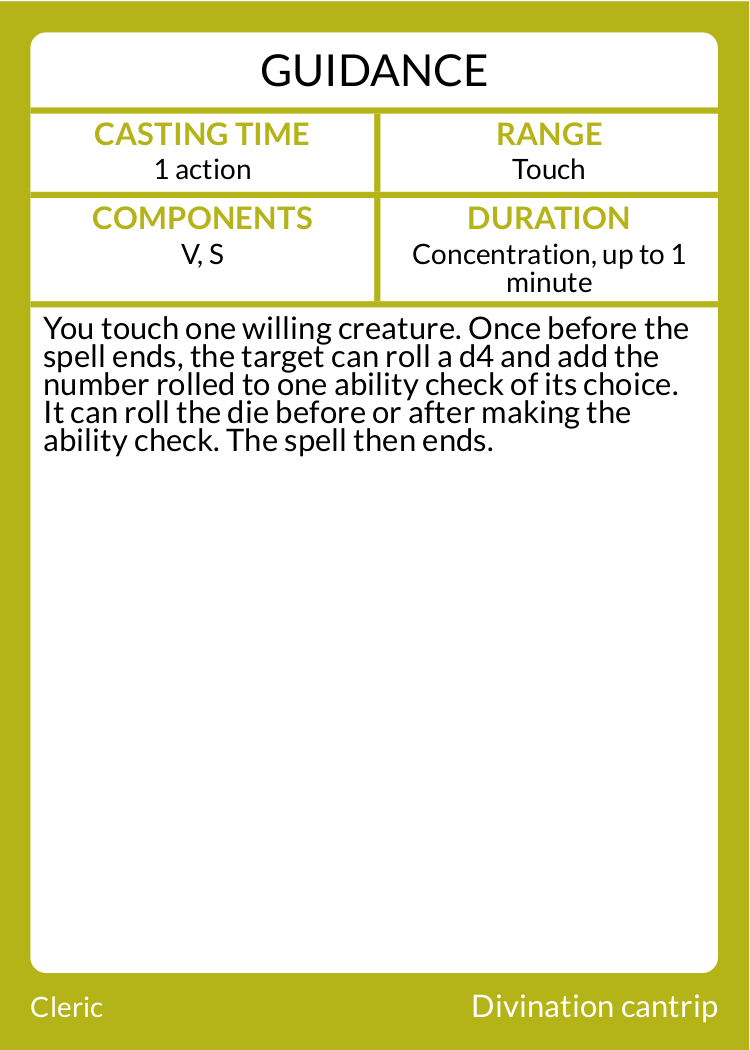 GUIDANCE
CASTING TIME
1 action
RANGE
Touch
COMPONENTS
V, S
DURATION
Concentration, up to 1
minute
You touch one willing creature. Once before the
spell ends, the target can roll a d4 and add the
number rolled to one ability check of its choice.
It can roll the die before or after making the
ability check. The spell then ends.
Cleric
Divination cantrip